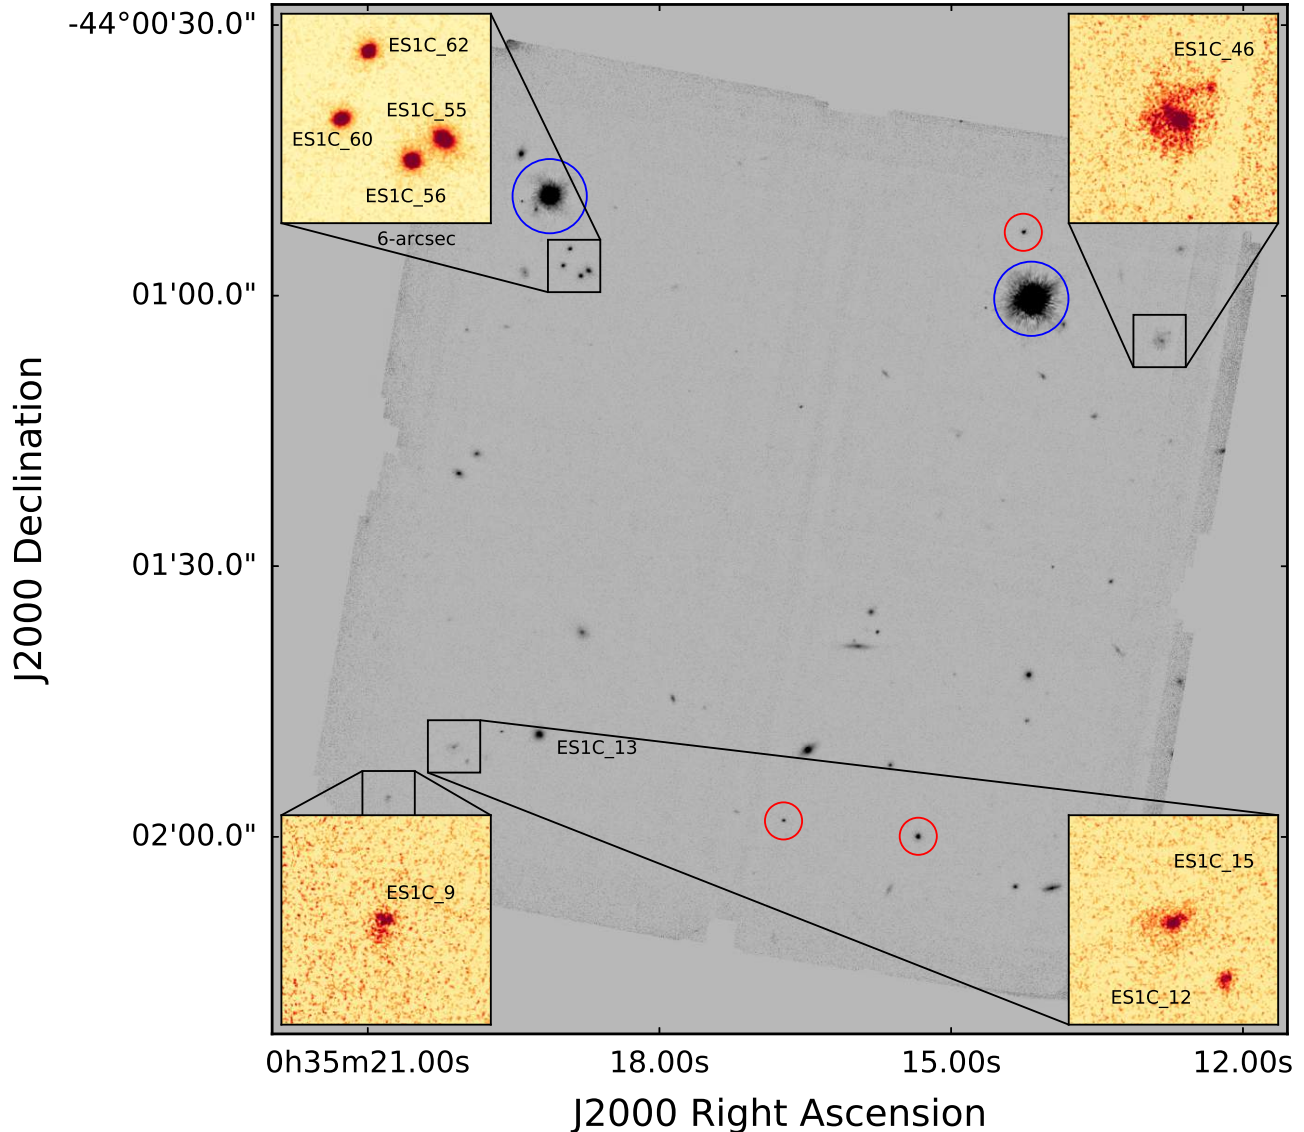 -44°00'30.0"
ES1C_62
ES1C_55
ES1C_60
ES1C_56
6-arcsec
ES1C_46
01'00.0"
01'30.0"
J2000 Declination
ES1C_13
02'00.0"
ES1C_9
ES1C_15
ES1C_12
0h35m21.00s 18.00s 15.00s 12.00s
J2000 Right Ascension